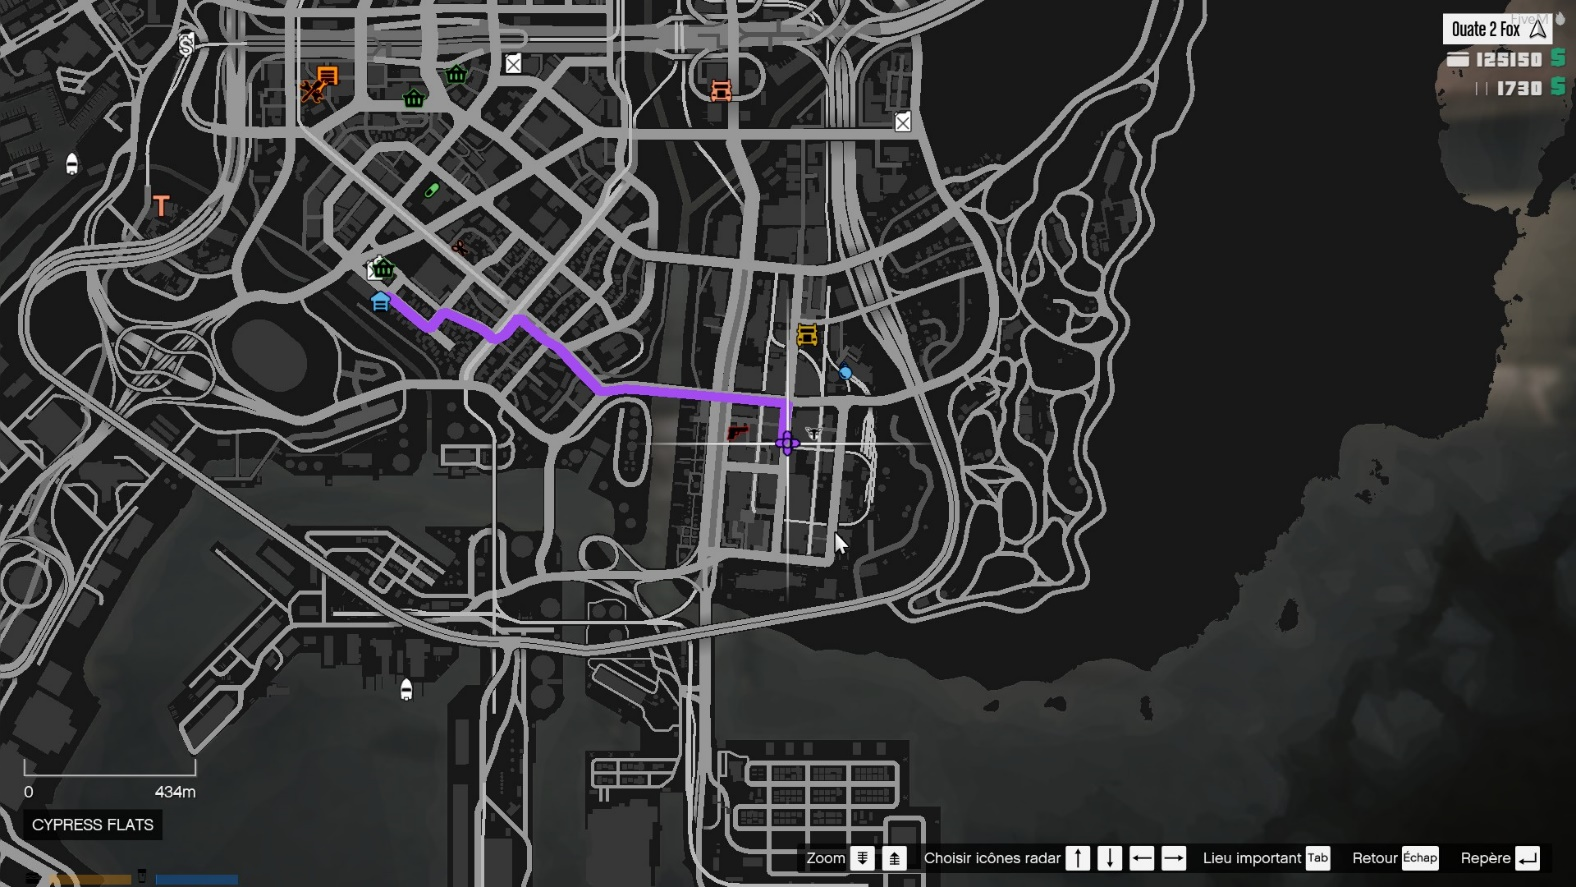 FiveM
Ouate 2 Fox
125150 $
1730 $
S
T
0 434m
CYPRESS FLATS
Zoom Choisir icônes radar Lieu important Tab Retour Échap Repère